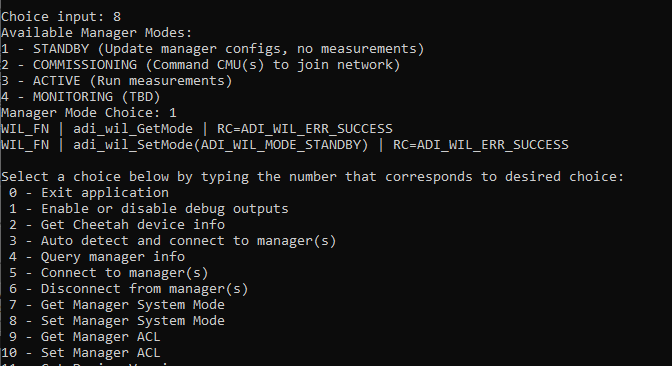 Choice input: 8
Available Manager Modes:
1 - STANDBY (Update manager configs, no measurements)
2 - COMMISSIONING (Command CMU(s) to join network)
3 - ACTIVE (Run measurements)
4 - MONITORING (TBD)
Manager Mode Choice: 1
WIL_FN | adi_wil_GetMode | RC=ADI_WIL_ERR_SUCCESS
WIL_FN | adi_wil_SetMode(ADI_WIL_MODE_STANDBY) | RC=ADI_WIL_ERR_SUCCESS
Select a choice below by typing the number that corresponds to desired choice:
0 - Exit application
1 - Enable or disable debug outputs
2 - Get Cheetah device info
3 - Auto detect and connect to manager(s)
4 - Query manager info
5 - Connect to manager(s)
6 - Disconnect from manager(s)
7 - Get Manager System Mode
8 - Set Manager System Mode
9 - Get Manager ACL
10 - Set Manager ACL